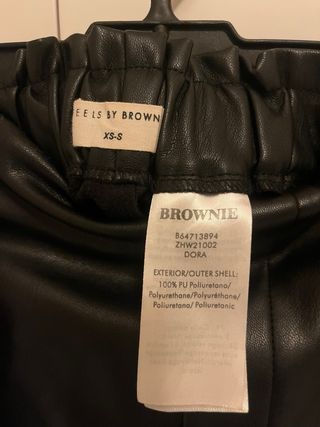 EELS BY BROWN
XS-S
BROWNIE
B64713894
ZHW21002
DORA
EXTERIOR/OUTER SHELL:
100% PU Poliuretano/
Polyurethane/Polyuréthane/
Poliuretano/ Poliuretanic